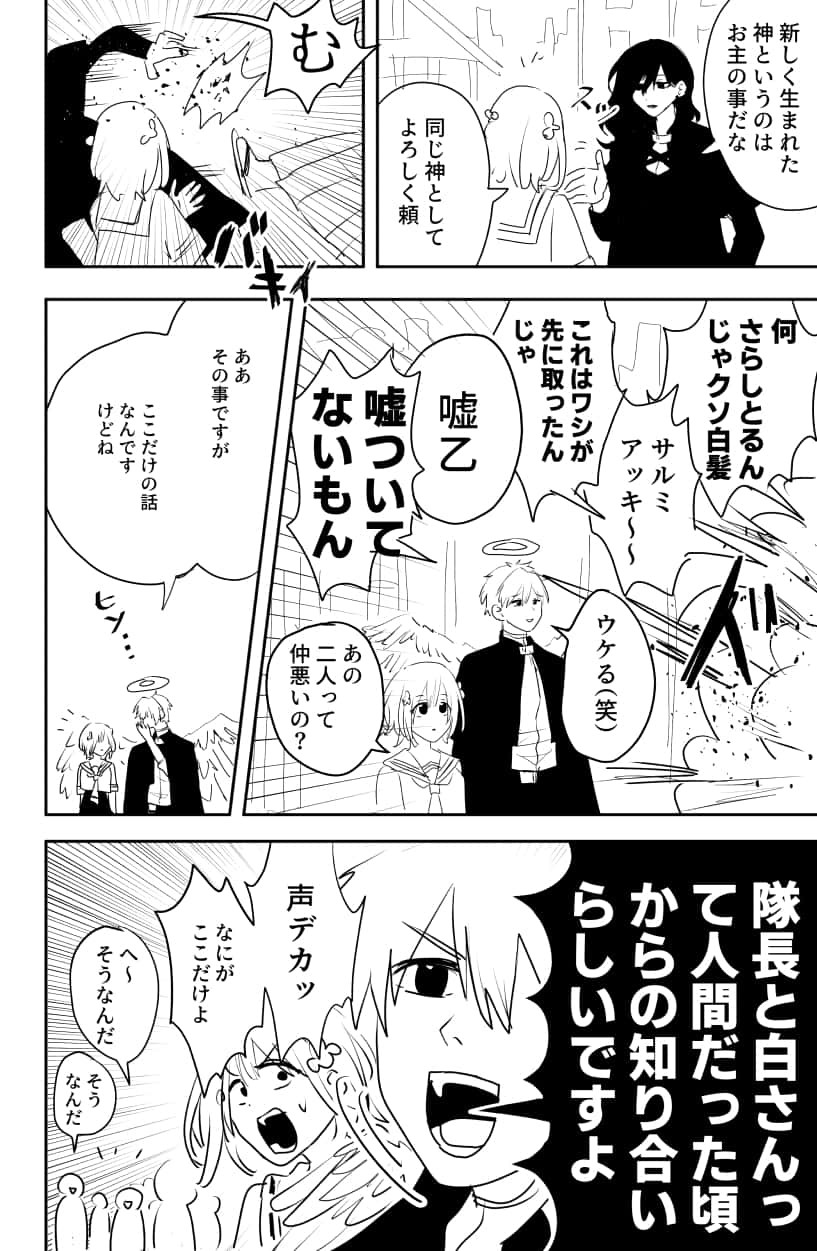 新しく生まれた
神というのは
お主の事だな
ズッ
同じ神として
よろしく頼
む
バキィ
何
さらしとるん
じゃクソ白髪
サルミ
アッキ〜〜
これはワシが
先に取ったん
じゃ
嘘乙
嘘ついて
ないもん
ズバ
ウケる(笑)
あの
二人って
仲悪いの?
ああ
その事ですが
ここだけの話
なんです
けどね
ヒソ…
隊長と白さんっ
て人間だった頃
からの知り合い
らしいですよ
声デカッ
なにが
ここだけよ
へ〜
そうなんだ
そう
なんだ